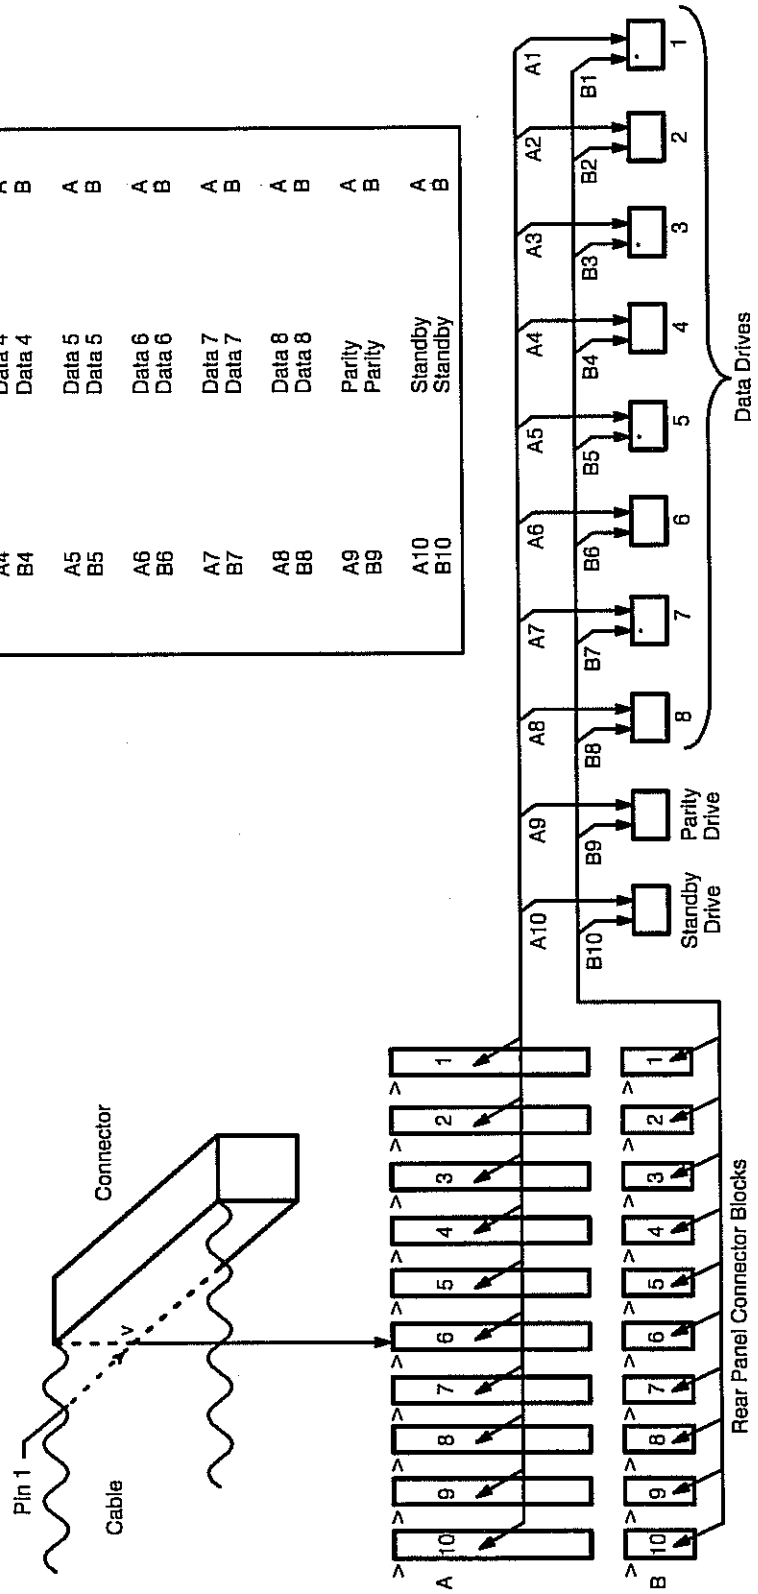 A4 Data 4 A
B4 Data 4 B
A5 Data 5 A
B5 Data 5 B
A6 Data 6 A
B6 Data 6 B
A7 Data 7 A
B7 Data 7 B
A8 Data 8 A
B8 Data 8 B
A9 Parity A
B9 Parity B
A10 Standby A
B10 Standby B
Pin 1
Cable
Connector
A
10 9 8 7 6 5 4 3 2 1
B
10 9 8 7 6 5 4 3 2 1
Rear Panel Connector Blocks
A10 A9 A8 A7 A6 A5 A4 A3 A2 A1
B10 B9 B8 B7 B6 B5 B4 B3 B2 B1
Standby
Drive
Parity
Drive
8 7 6 5 4 3 2 1
Data Drives